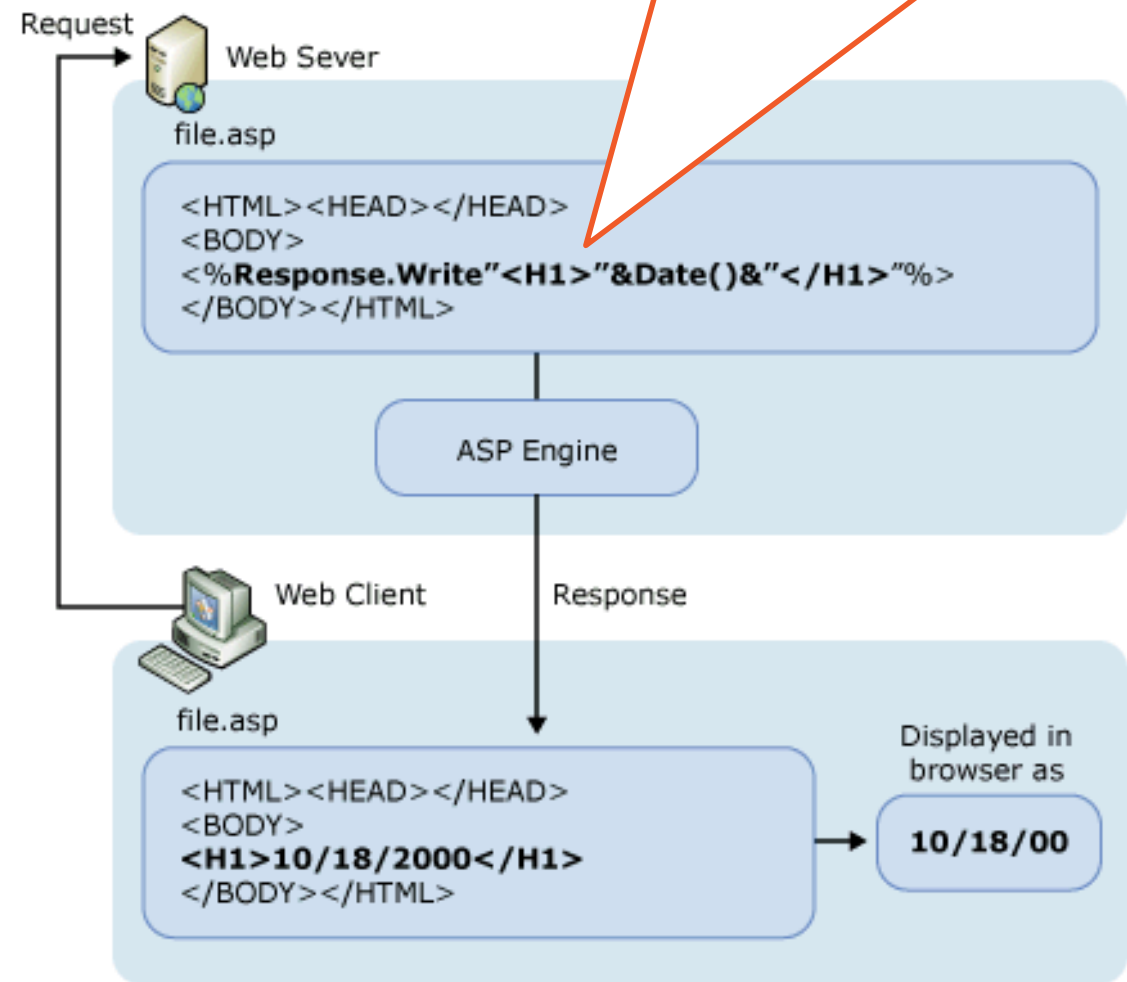 Request
Web Sever
file.asp
<HTML><HEAD></HEAD>
<BODY>
<%Response.Write”<H1>”&Date()&”</H1>”%>
</BODY></HTML>
ASP Engine
Web Client
Response
file.asp
<HTML><HEAD></HEAD>
<BODY>
<H1>10/18/2000</H1>
</BODY></HTML>
Displayed in
browser as
10/18/00